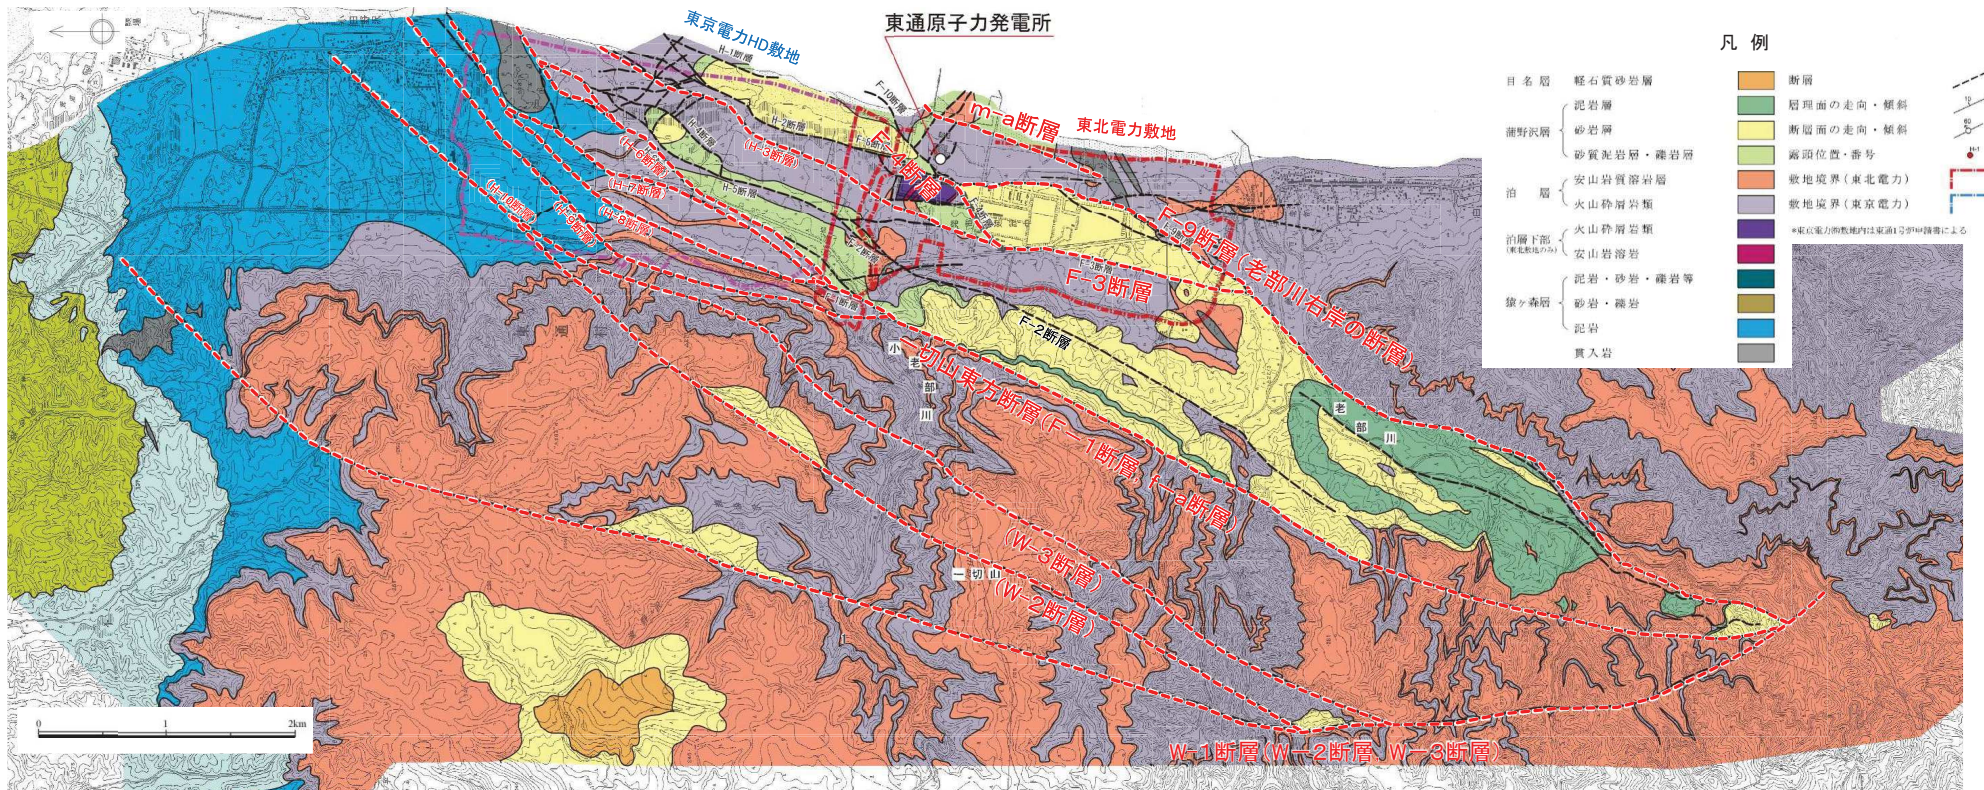 東通原子力発電所
東京電力HD敷地
東北電力敷地
H-1断層
F-10断層
m-a断層
H-2断層
H-4断層
F-4断層
(H-3断層)
(H-6断層)
(H-7断層)
H-5断層
(H-8断層)
(H-9断層)
(H-10断層)
F-9断層(老部川右岸の断層)
F-3断層
F-3断層
F-1断層
F-2断層
小老部川
老部川
一切山東方断層(F-1断層, f-a断層)
(W-3断層)
一切山
(W-2断層)
W-1断層(W-2断層, W-3断層)
0 1 2km
凡 例
目名層 軽石質砂岩層
蒲野沢層 泥岩層
砂岩層
砂質泥岩層・礫岩層
泊層 安山岩質溶岩層
火山砕屑岩類
泊層下部(東北敷地のみ) 火山砕屑岩類
安山岩溶岩
猿ヶ森層 泥岩・砂岩・礫岩等
砂岩・礫岩
泥岩
貫入岩
断層
層理面の走向・傾斜 10
断層面の走向・傾斜 60
露頭位置・番号 H-1
敷地境界(東北電力)
敷地境界(東京電力)